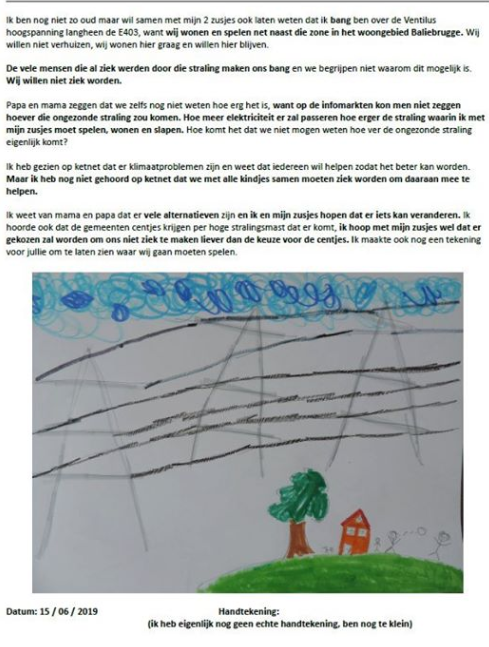 Ik ben nog niet zo oud maar wil samen met mijn 2 zusjes ook laten weten dat ik bang ben over de Ventilus
hoogspanning langheen de E403, want wij wonen en spelen net naast die zone in het woongebied Baliebrugge. Wij
willen niet verhuizen, wij wonen hier graag en willen hier blijven.
De vele mensen die al ziek werden door die straling maken ons bang en we begrijpen niet waarom dit mogelijk is.
Wij willen niet ziek worden.
Papa en mama zeggen dat we zelfs nog niet weten hoe erg het is, want op de infomarkten kon men niet zeggen
hoever die ongezonde straling zou komen. Hoe meer elektriciteit er zal passeren hoe erger de straling waarin ik met
mijn zusjes moet spelen, wonen en slapen. Hoe komt het dat we niet mogen weten hoe ver de ongezonde straling
eigenlijk komt?
Ik heb gezien op ketnet dat er klimaatproblemen zijn en weet dat iedereen wil helpen zodat het beter kan worden.
Maar ik heb nog niet gehoord op ketnet dat we met alle kindjes samen moeten ziek worden om daaraan mee te
helpen.
Ik weet van mama en papa dat er vele alternatieven zijn en ik en mijn zusjes hopen dat er iets kan veranderen. Ik
hoorde ook dat de gemeenten centjes krijgen per hoge stralingsmast dat er komt, ik hoop met mijn zusjes wel dat er
gekozen zal worden om ons niet ziek te maken liever dan de keuze voor de centjes. Ik maakte ook nog een tekening
voor jullie om te laten zien waar wij gaan moeten spelen.
Datum: 15 / 06 / 2019 Handtekening:
(ik heb eigenlijk nog geen echte handtekening, ben nog te klein)